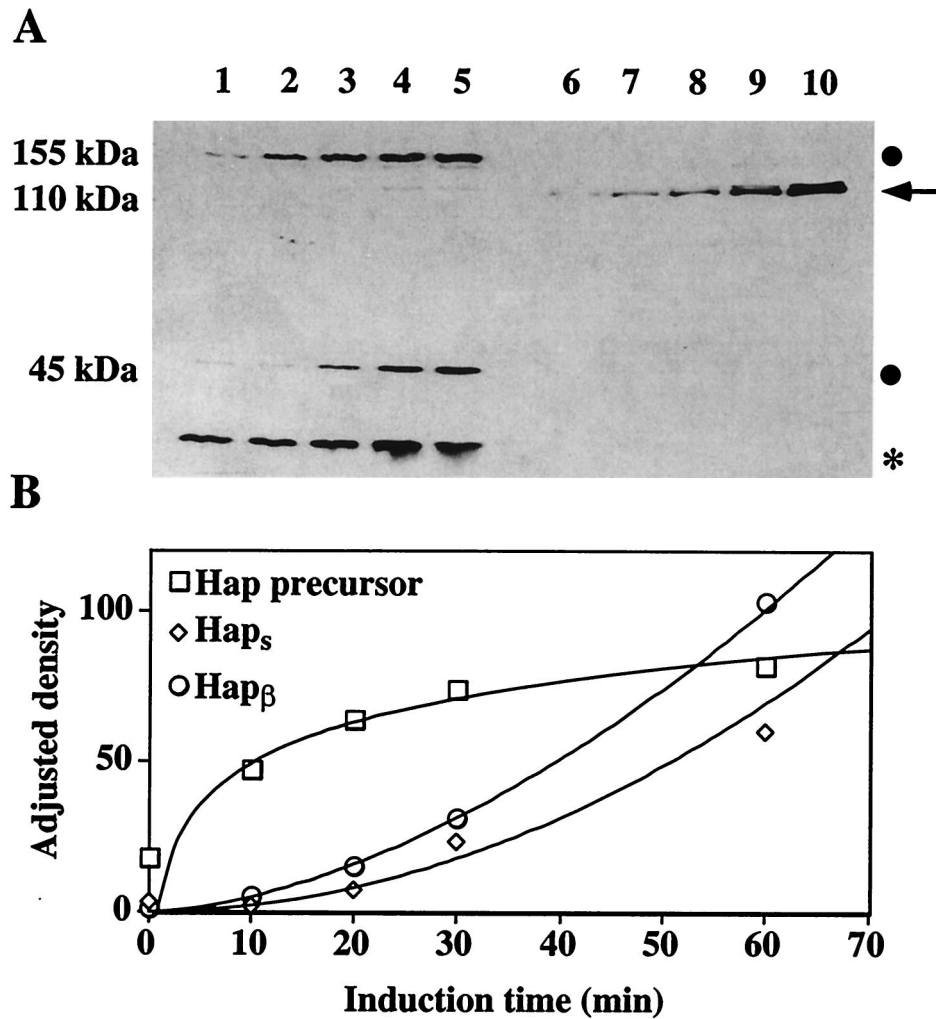 A
1 2 3 4 5 6 7 8 9 10
155 kDa
110 kDa
45 kDa
*
B
Adjusted density
100
50
0
Hap precursor
Haps
Hapβ
0 10 20 30 40 50 60 70
Induction time (min)